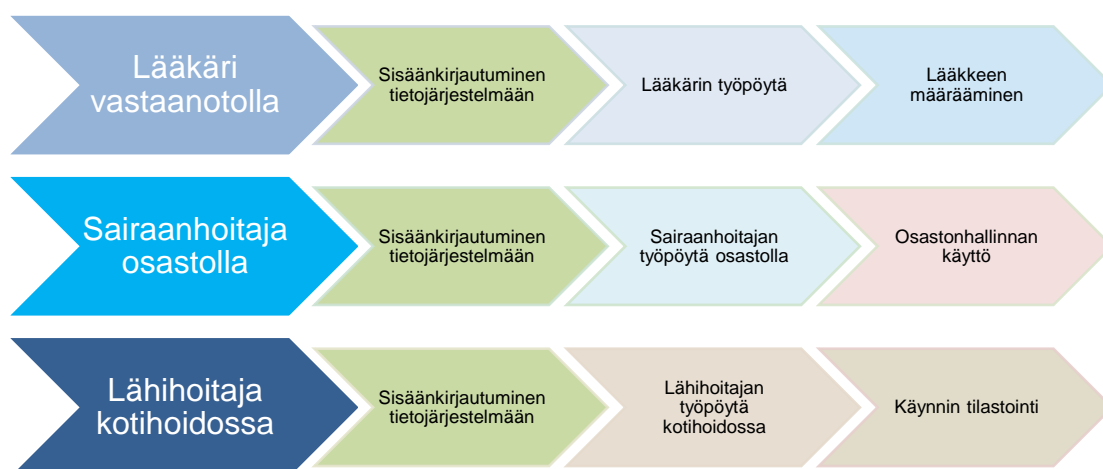 Lääkäri
vastaanotolla
Sisäänkirjautuminen
tietojärjestelmään
Lääkärin työpöytä
Lääkkeen
määrääminen
Sairaanhoitaja
osastolla
Sisäänkirjautuminen
tietojärjestelmään
Sairaanhoitajan
työpöytä osastolla
Osastonhallinnan
käyttö
Lähihoitaja
kotihoidossa
Sisäänkirjautuminen
tietojärjestelmään
Lähihoitajan
työpöytä
kotihoidossa
Käynnin tilastointi